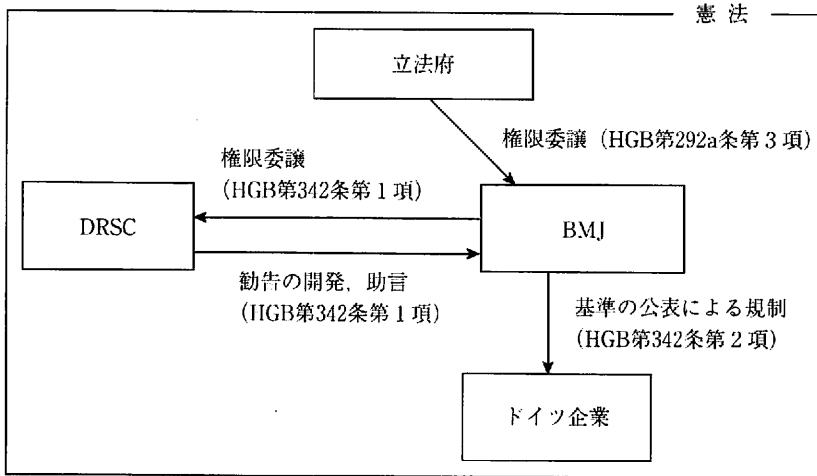 憲法
立法府
権限委譲（HGB第292a条第3項）
権限委譲
（HGB第342条第1項）
DRSC
BMJ
勧告の開発，助言
（HGB第342条第1項）
基準の公表による規制
（HGB第342条第2項）
ドイツ企業